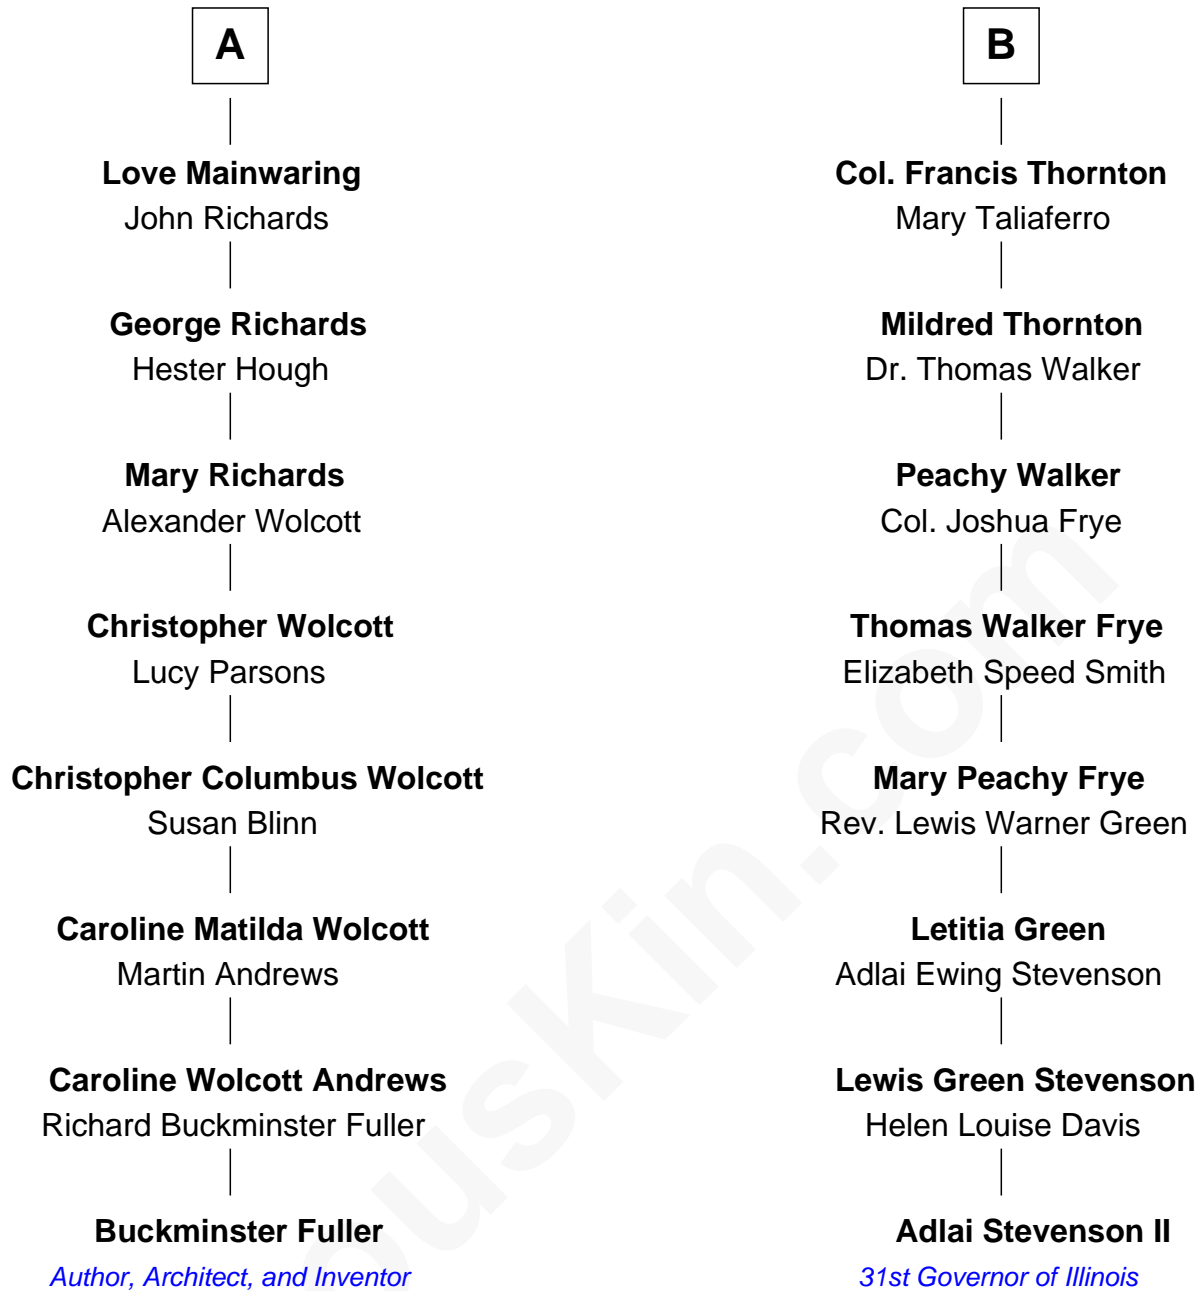 A
Love Mainwaring
John Richards
George Richards
Hester Hough
Mary Richards
Alexander Wolcott
Christopher Wolcott
Lucy Parsons
Christopher Columbus Wolcott
Susan Blinn
Caroline Matilda Wolcott
Martin Andrews
Caroline Wolcott Andrews
Richard Buckminster Fuller
Buckminster Fuller
Author, Architect, and Inventor
B
Col. Francis Thornton
Mary Taliaferro
Mildred Thornton
Dr. Thomas Walker
Peachy Walker
Col. Joshua Frye
Thomas Walker Frye
Elizabeth Speed Smith
Mary Peachy Frye
Rev. Lewis Warner Green
Letitia Green
Adlai Ewing Stevenson
Lewis Green Stevenson
Helen Louise Davis
Adlai Stevenson II
31st Governor of Illinois
ousKin.com